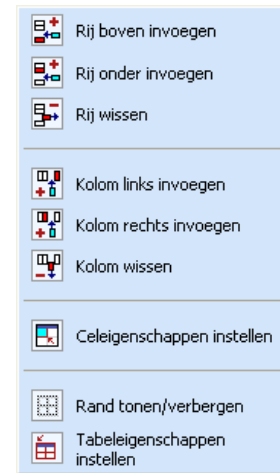 Rij boven invoegen
Rij onder invoegen
Rij wissen
Kolom links invoegen
Kolom rechts invoegen
Kolom wissen
Celeigenschappen instellen
Rand tonen/verbergen
Tabeleigenschappen
instellen